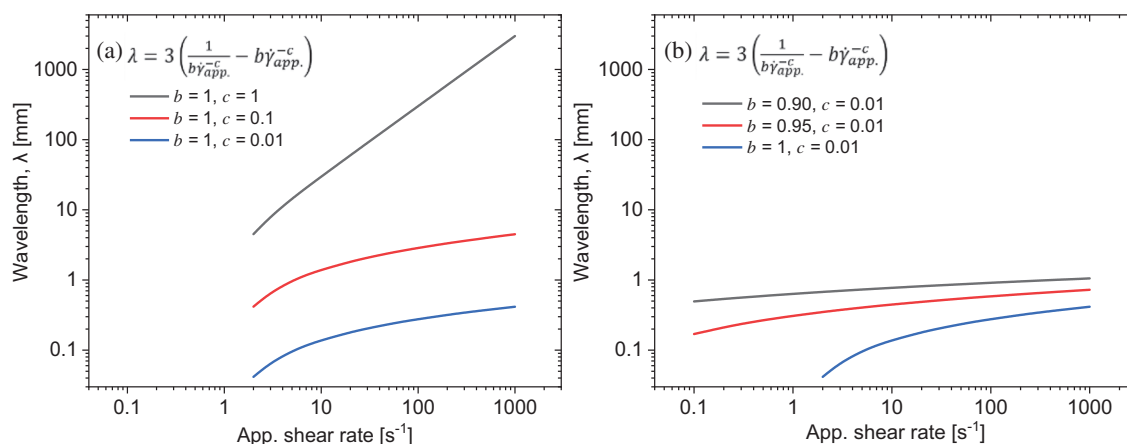 (a) λ = 3 (1/bγ̇app.^−c − bγ̇app.^−c)
b = 1, c = 1
b = 1, c = 0.1
b = 1, c = 0.01
Wavelength, λ [mm]
1000
100
10
1
0.1
0.1 1 10 100 1000
App. shear rate [s⁻¹]
(b) λ = 3 (1/bγ̇app.^−c − bγ̇app.^−c)
b = 0.90, c = 0.01
b = 0.95, c = 0.01
b = 1, c = 0.01
Wavelength, λ [mm]
1000
100
10
1
0.1
0.1 1 10 100 1000
App. shear rate [s⁻¹]